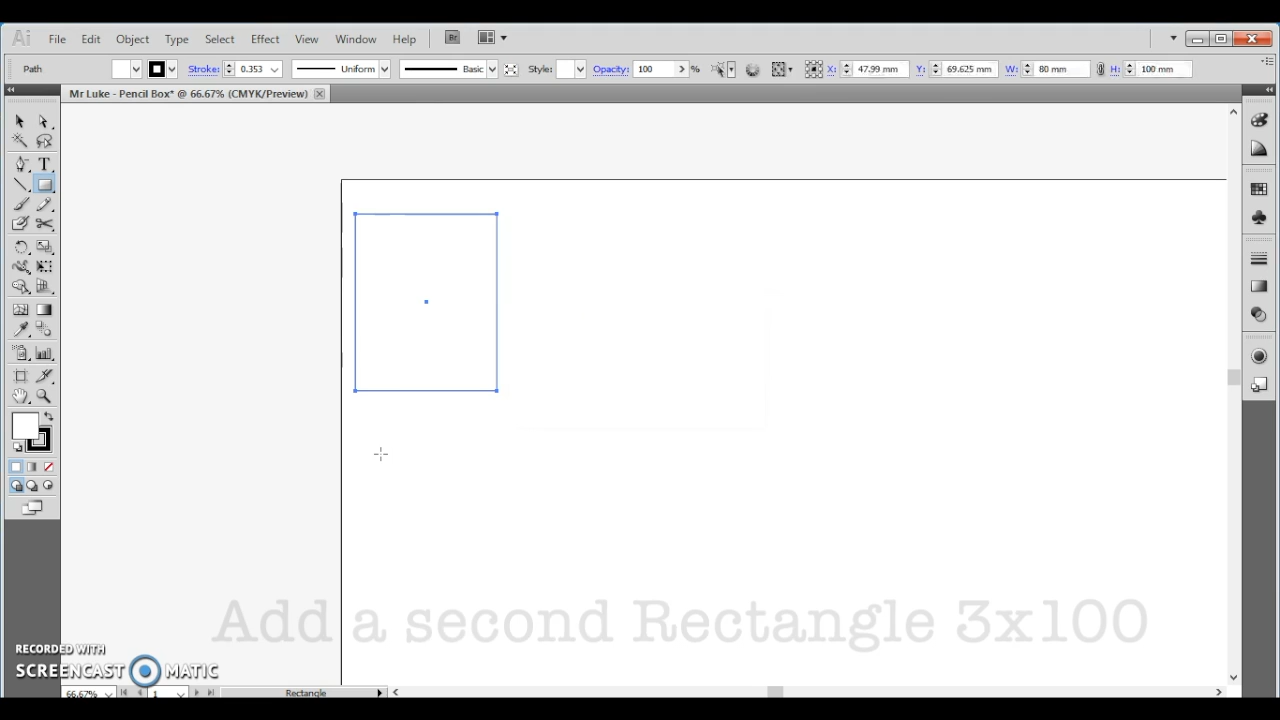 Ai File Edit Object Type Select Effect View Window Help Br
Path Stroke: 0.353 Uniform Basic Style: Opacity: 100 % X: 47.99 mm Y: 69.625 mm W: 80 mm H: 100 mm
Mr Luke - Pencil Box* @ 66.67% (CMYK/Preview)
T
Add a second Rectangle 3x100
RECORDED WITH
SCREENCAST MATIC
66.67% 1 Rectangle